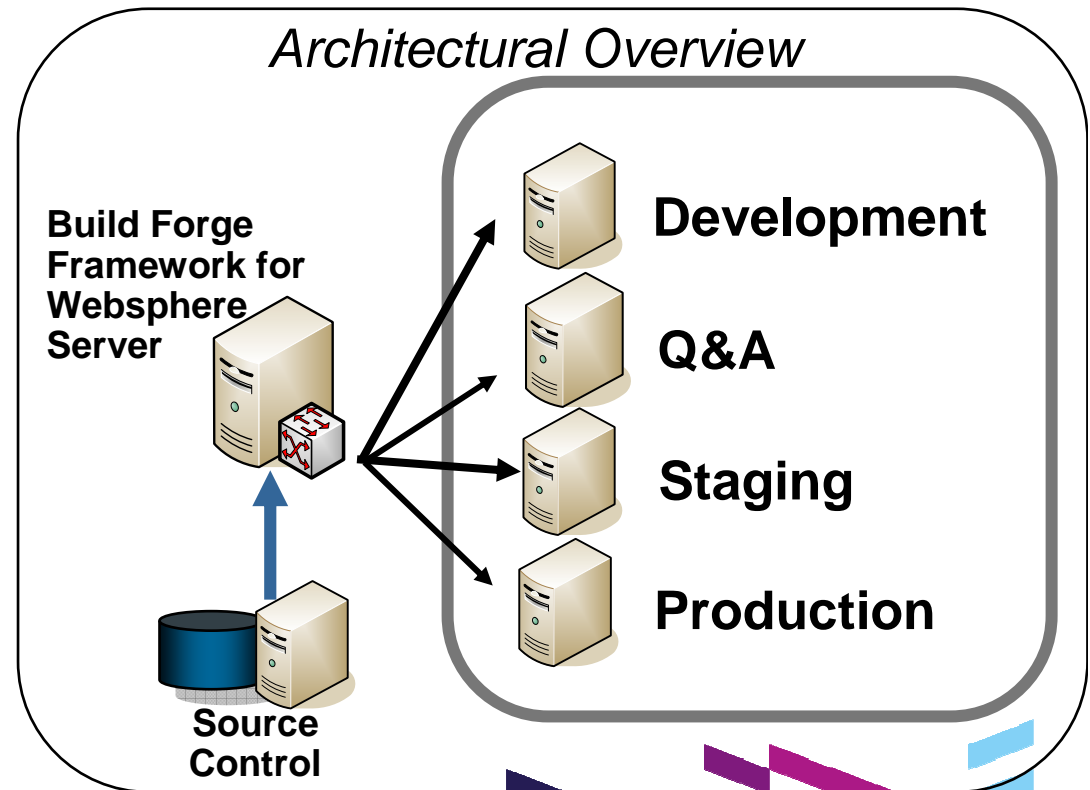 Architectural Overview
Build Forge
Framework for
Websphere
Server
Development
Q&A
Staging
Production
Source
Control